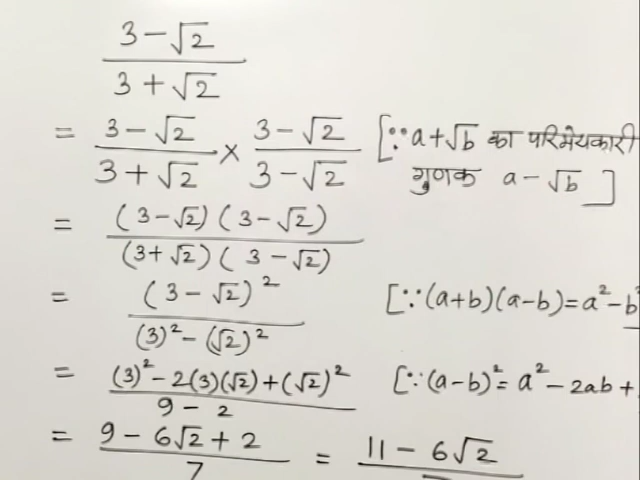 3 - √2
3 + √2
= 3 - √2 / 3 + √2 × 3 - √2 / 3 - √2 [∵ a + √b का परिमेयकारी
गुणक a - √b ]
= (3 - √2) (3 - √2) / (3 + √2) (3 - √2)
= (3 - √2)² / (3)² - (√2)² [∵ (a+b)(a-b) = a² - b²
= (3)² - 2(3)(√2) + (√2)² / 9 - 2 [∵ (a-b)² = a² - 2ab +
= 9 - 6√2 + 2 / 7 = 11 - 6√2